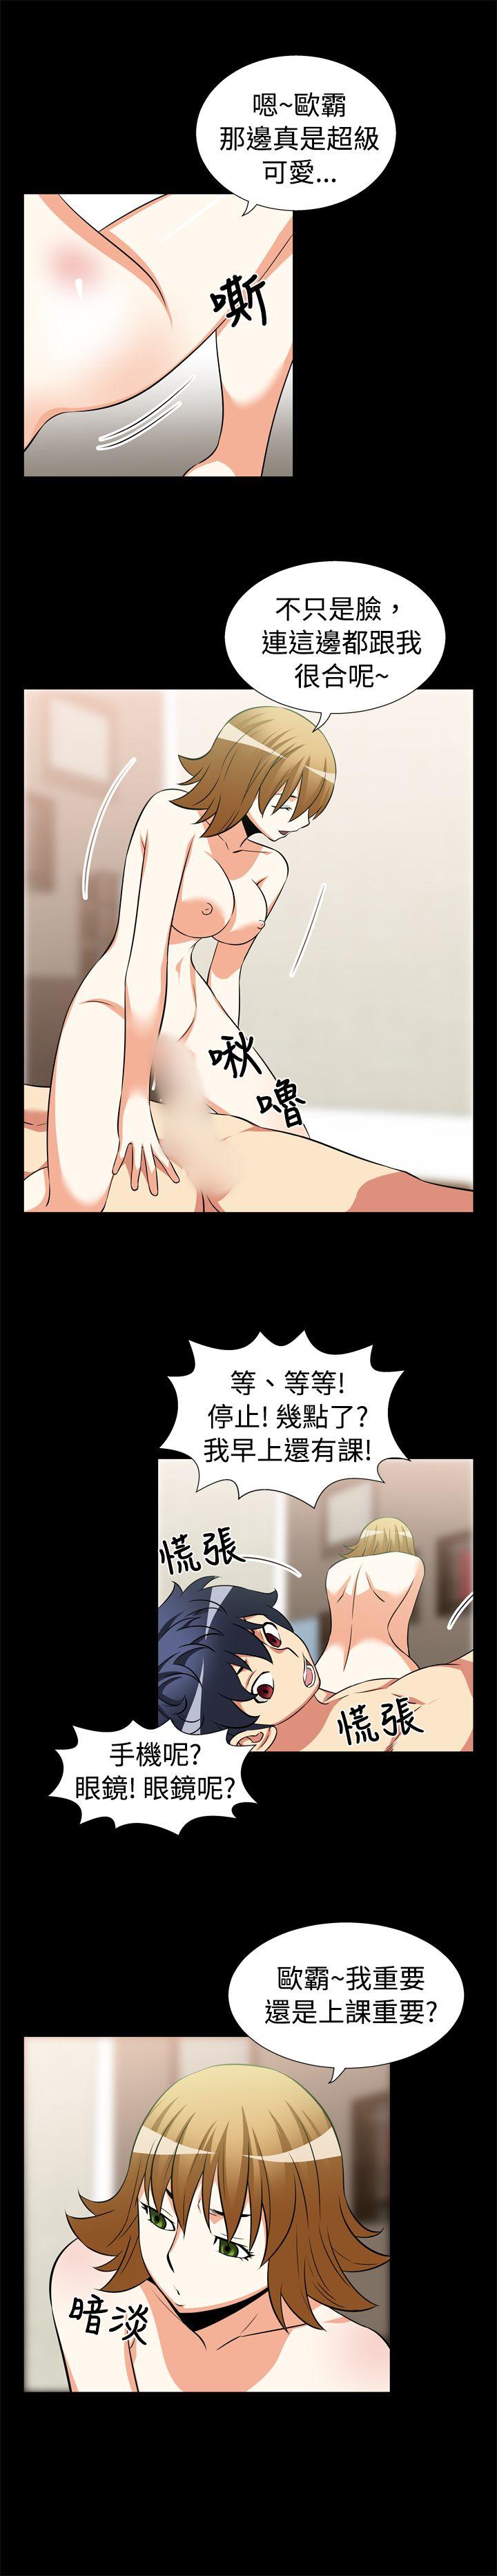 嗯~歐霸
那邊真是超級
可愛...
嘶
不只是臉，
連這邊都跟我
很合呢~
啾
嚕
等、等等!
停止! 幾點了?
我早上還有課!
慌張
慌張
手機呢?
眼鏡! 眼鏡呢?
歐霸~我重要
還是上課重要?
暗淡